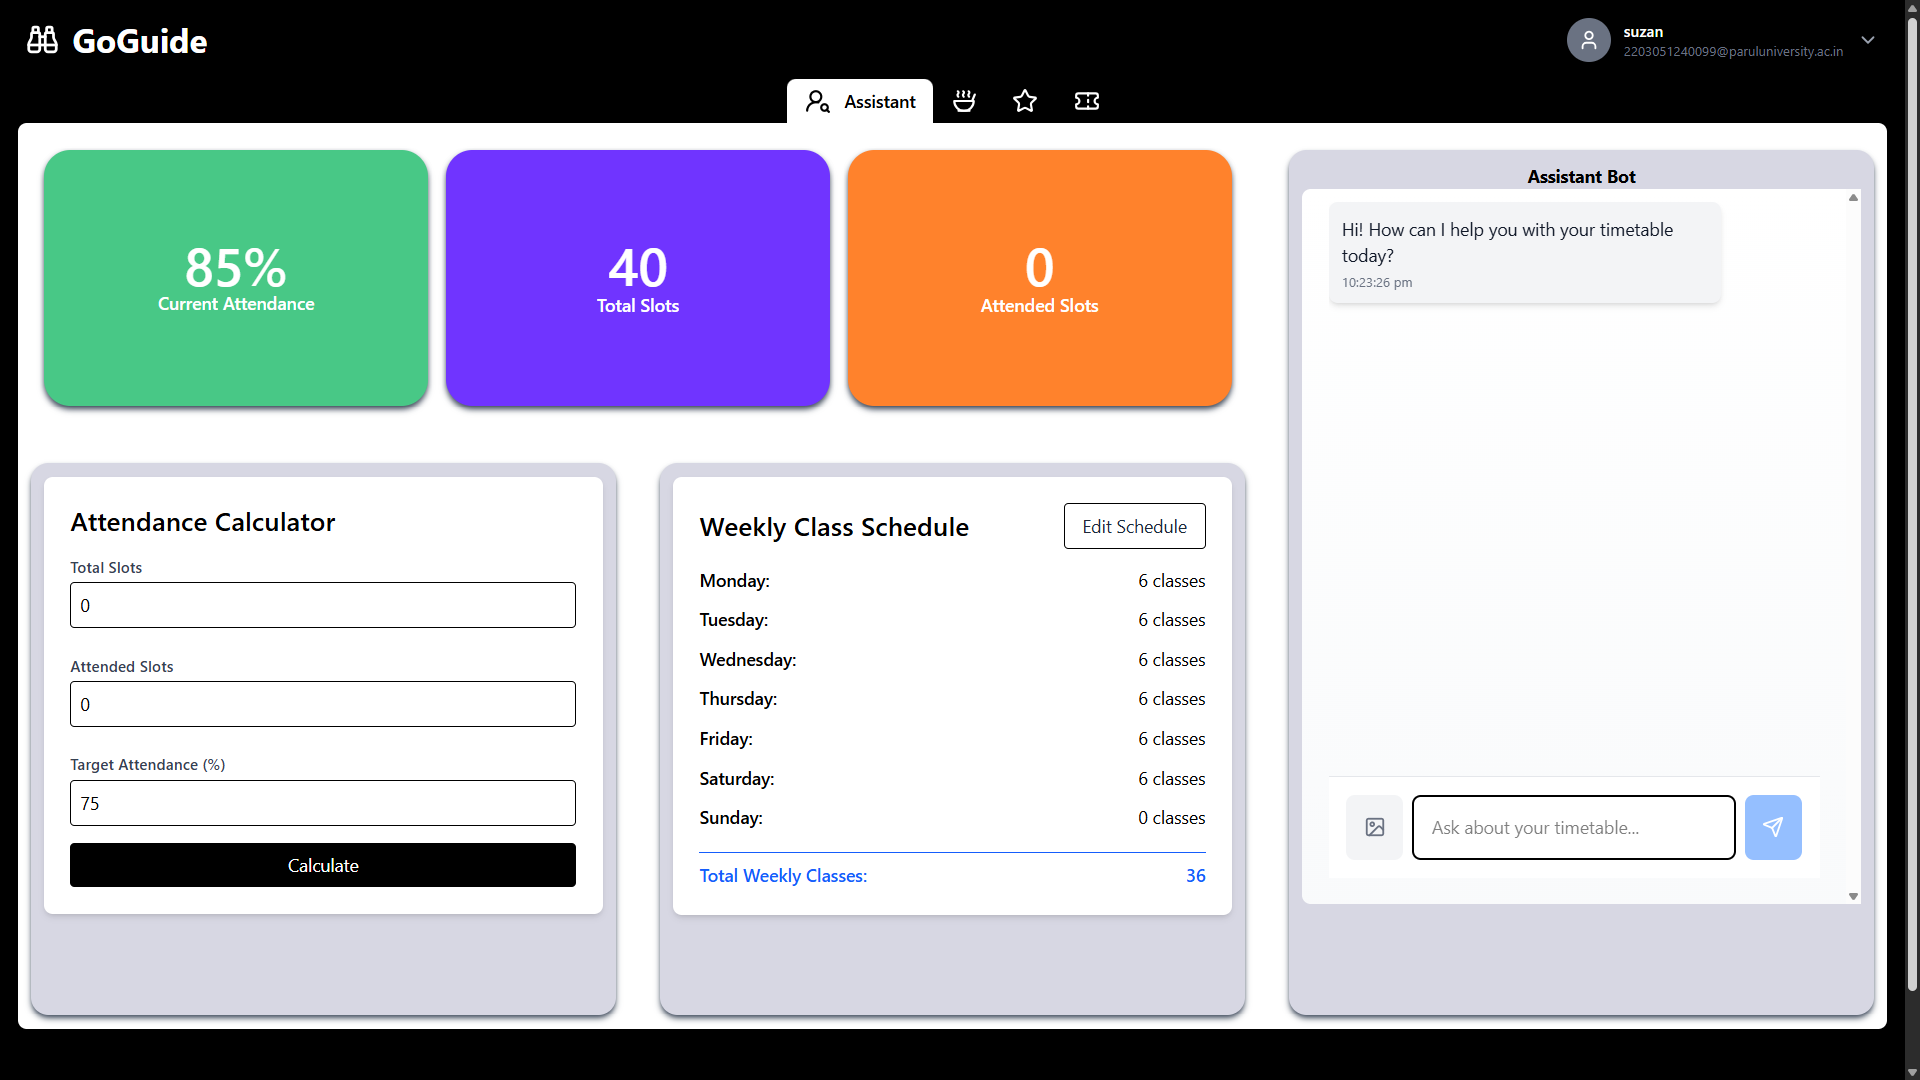 GoGuide
suzan
2203051240099@paruluniversity.ac.in
Assistant
85%
Current Attendance
40
Total Slots
0
Attended Slots
Attendance Calculator
Total Slots
0
Attended Slots
0
Target Attendance (%)
75
Calculate
Weekly Class Schedule
Edit Schedule
Monday: 6 classes
Tuesday: 6 classes
Wednesday: 6 classes
Thursday: 6 classes
Friday: 6 classes
Saturday: 6 classes
Sunday: 0 classes
Total Weekly Classes: 36
Assistant Bot
Hi! How can I help you with your timetable
today?
10:23:26 pm
Ask about your timetable...